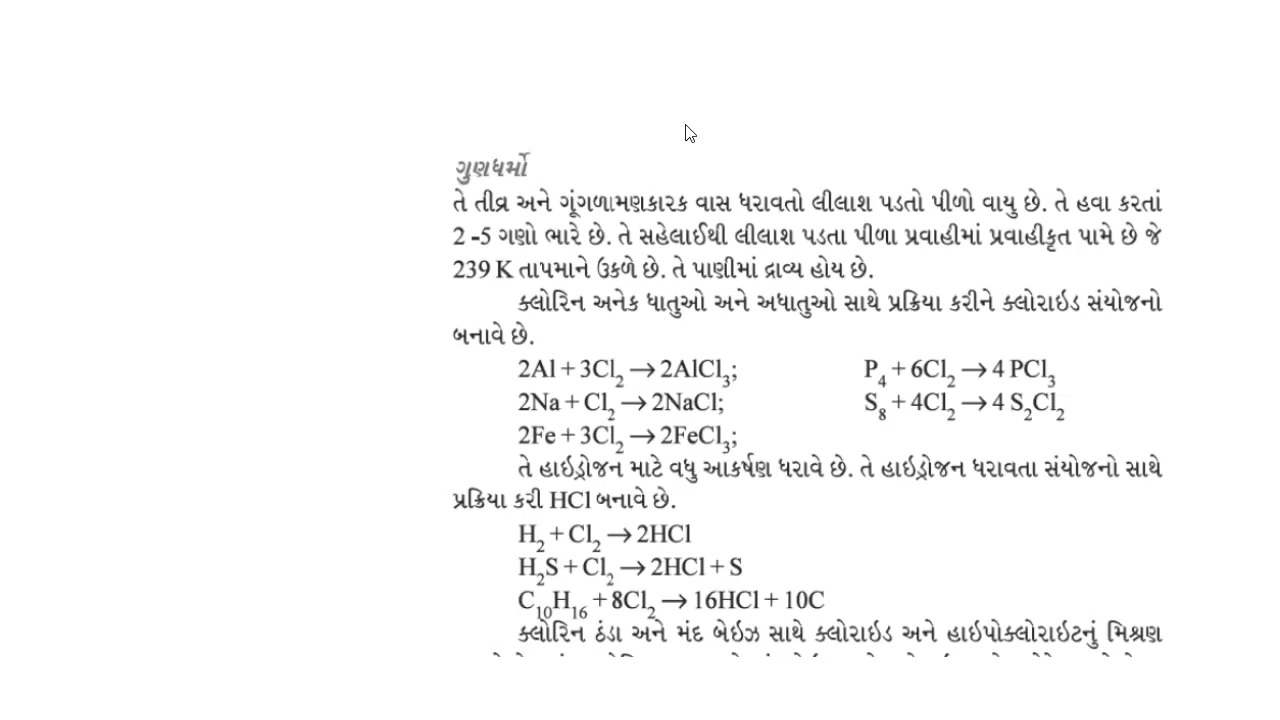 ગુણધર્મો
તે તીવ્ર અને ગૂંગળામણકારક વાસ ધરાવતો લીલાશ પડતો પીળો વાયુ છે. તે હવા કરતાં
2 -5 ગણો ભારે છે. તે સહેલાઈથી લીલાશ પડતા પીળા પ્રવાહીમાં પ્રવાહીકૃત પામે છે જે
239 K તાપમાને ઉકળે છે. તે પાણીમાં દ્રાવ્ય હોય છે.
ક્લોરિન અનેક ધાતુઓ અને અધાતુઓ સાથે પ્રક્રિયા કરીને ક્લોરાઇડ સંયોજનો
બનાવે છે.
2Al + 3Cl₂ → 2AlCl₃; P₄ + 6Cl₂ → 4 PCl₃
2Na + Cl₂ → 2NaCl; S₈ + 4Cl₂ → 4 S₂Cl₂
2Fe + 3Cl₂ → 2FeCl₃;
તે હાઇડ્રોજન માટે વધુ આકર્ષણ ધરાવે છે. તે હાઇડ્રોજન ધરાવતા સંયોજનો સાથે
પ્રક્રિયા કરી HCl બનાવે છે.
H₂ + Cl₂ → 2HCl
H₂S + Cl₂ → 2HCl + S
C₁₀H₁₆ + 8Cl₂ → 16HCl + 10C
ક્લોરિન ઠંડા અને મંદ બેઇઝ સાથે ક્લોરાઇડ અને હાઇપોક્લોરાઇટનું મિશ્રણ